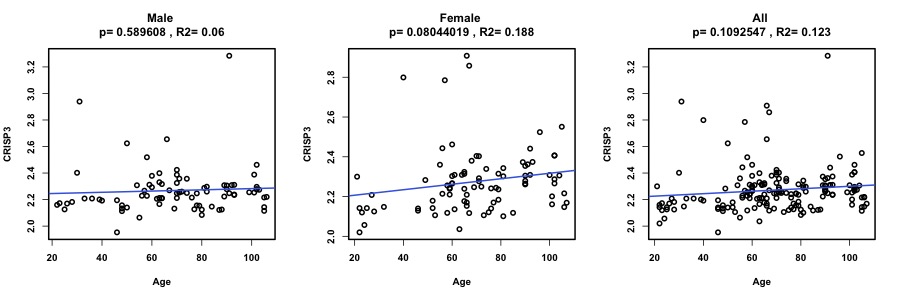 Male
p= 0.589608 , R2= 0.06
CRISP3
3.2
3.0
2.8
2.6
2.4
2.2
2.0
20 40 60 80 100
Age
Female
p= 0.08044019 , R2= 0.188
CRISP3
2.8
2.6
2.4
2.2
2.0
20 40 60 80 100
Age
All
p= 0.1092547 , R2= 0.123
CRISP3
3.2
3.0
2.8
2.6
2.4
2.2
2.0
20 40 60 80 100
Age